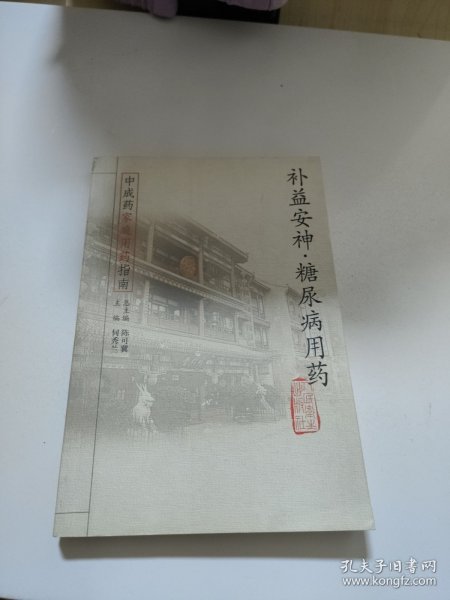 补益安神·糖尿病用药
中成药家庭用药指南
总主编 陈可冀
主编 何秀兰
孔夫子旧书网
www.kongfz.com